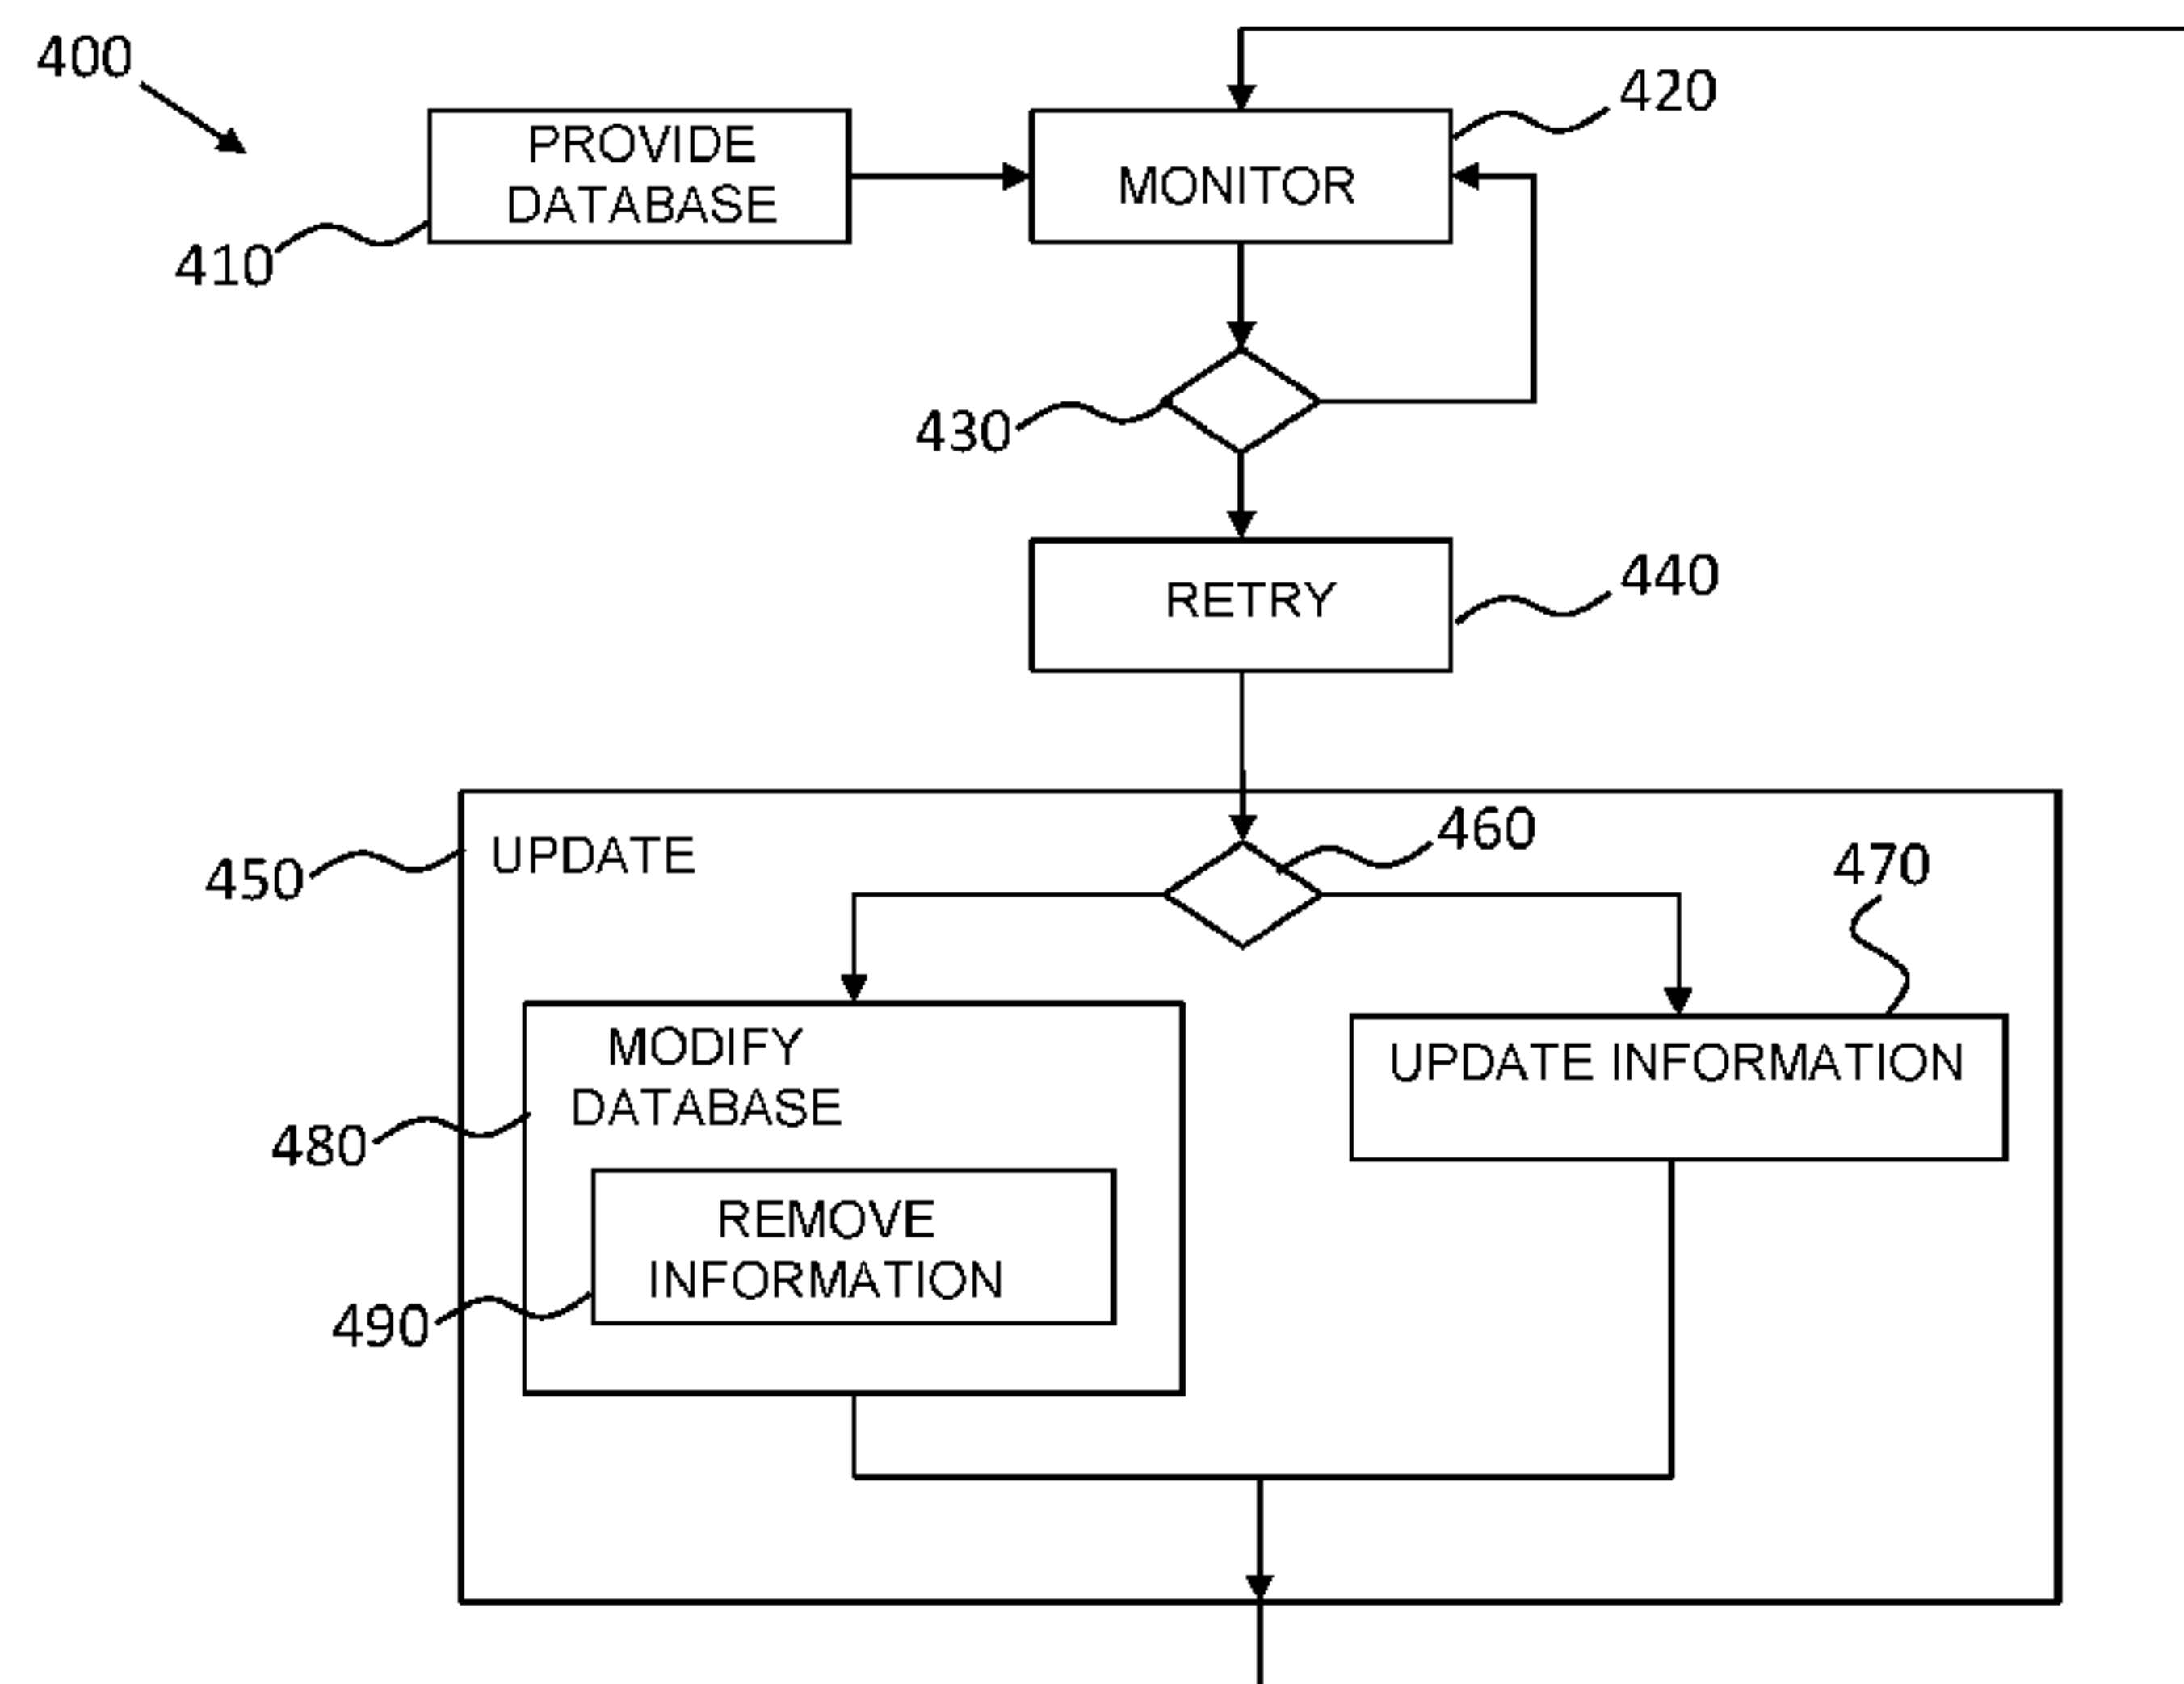 400
PROVIDE
DATABASE
410
MONITOR
420
430
RETRY
440
UPDATE
450
460
470
MODIFY
DATABASE
480
UPDATE INFORMATION
REMOVE
INFORMATION
490